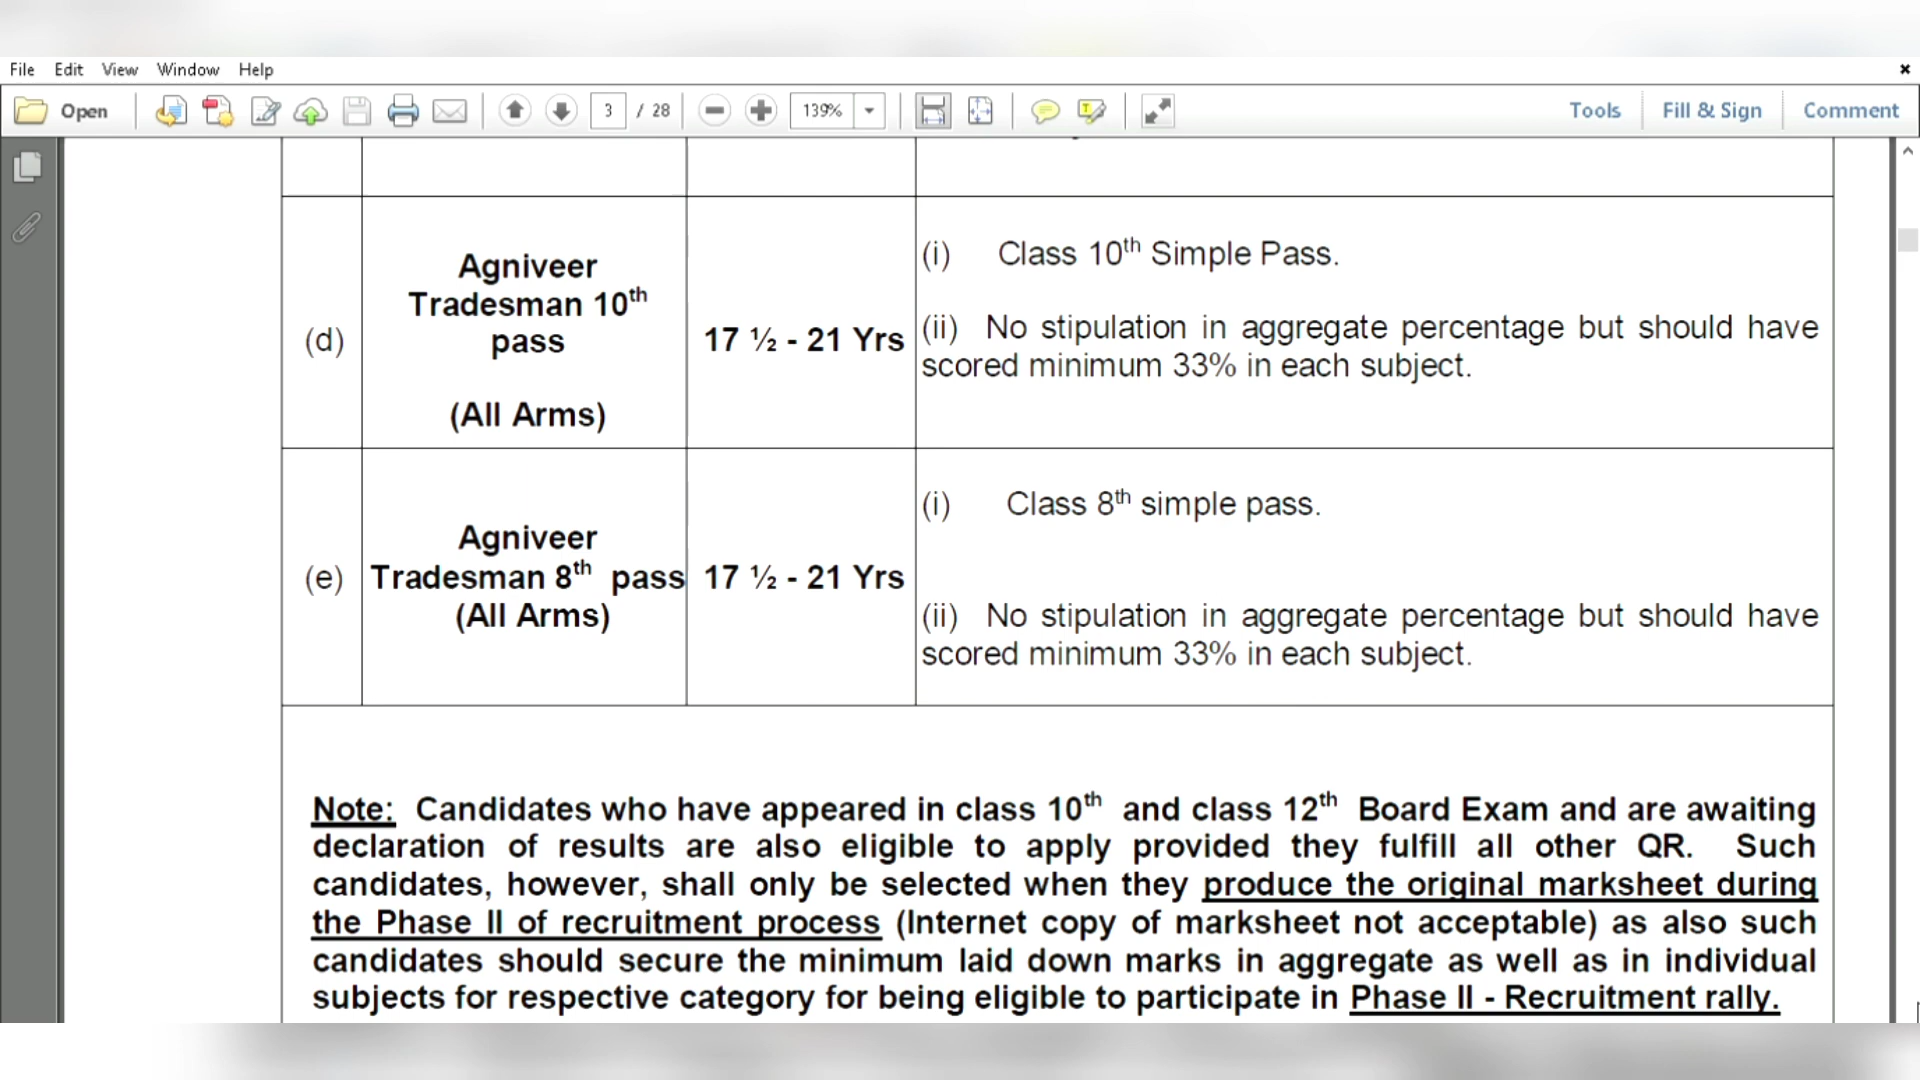 File Edit View Window Help
Open 3 / 28 139% Tools Fill & Sign Comment
(d) Agniveer Tradesman 10th pass (All Arms) 17 ½ - 21 Yrs
(i) Class 10th Simple Pass.
(ii) No stipulation in aggregate percentage but should have
scored minimum 33% in each subject.
(e) Agniveer Tradesman 8th pass (All Arms) 17 ½ - 21 Yrs
(i) Class 8th simple pass.
(ii) No stipulation in aggregate percentage but should have
scored minimum 33% in each subject.
Note: Candidates who have appeared in class 10th and class 12th Board Exam and are awaiting
declaration of results are also eligible to apply provided they fulfill all other QR. Such
candidates, however, shall only be selected when they produce the original marksheet during
the Phase II of recruitment process (Internet copy of marksheet not acceptable) as also such
candidates should secure the minimum laid down marks in aggregate as well as in individual
subjects for respective category for being eligible to participate in Phase II - Recruitment rally.